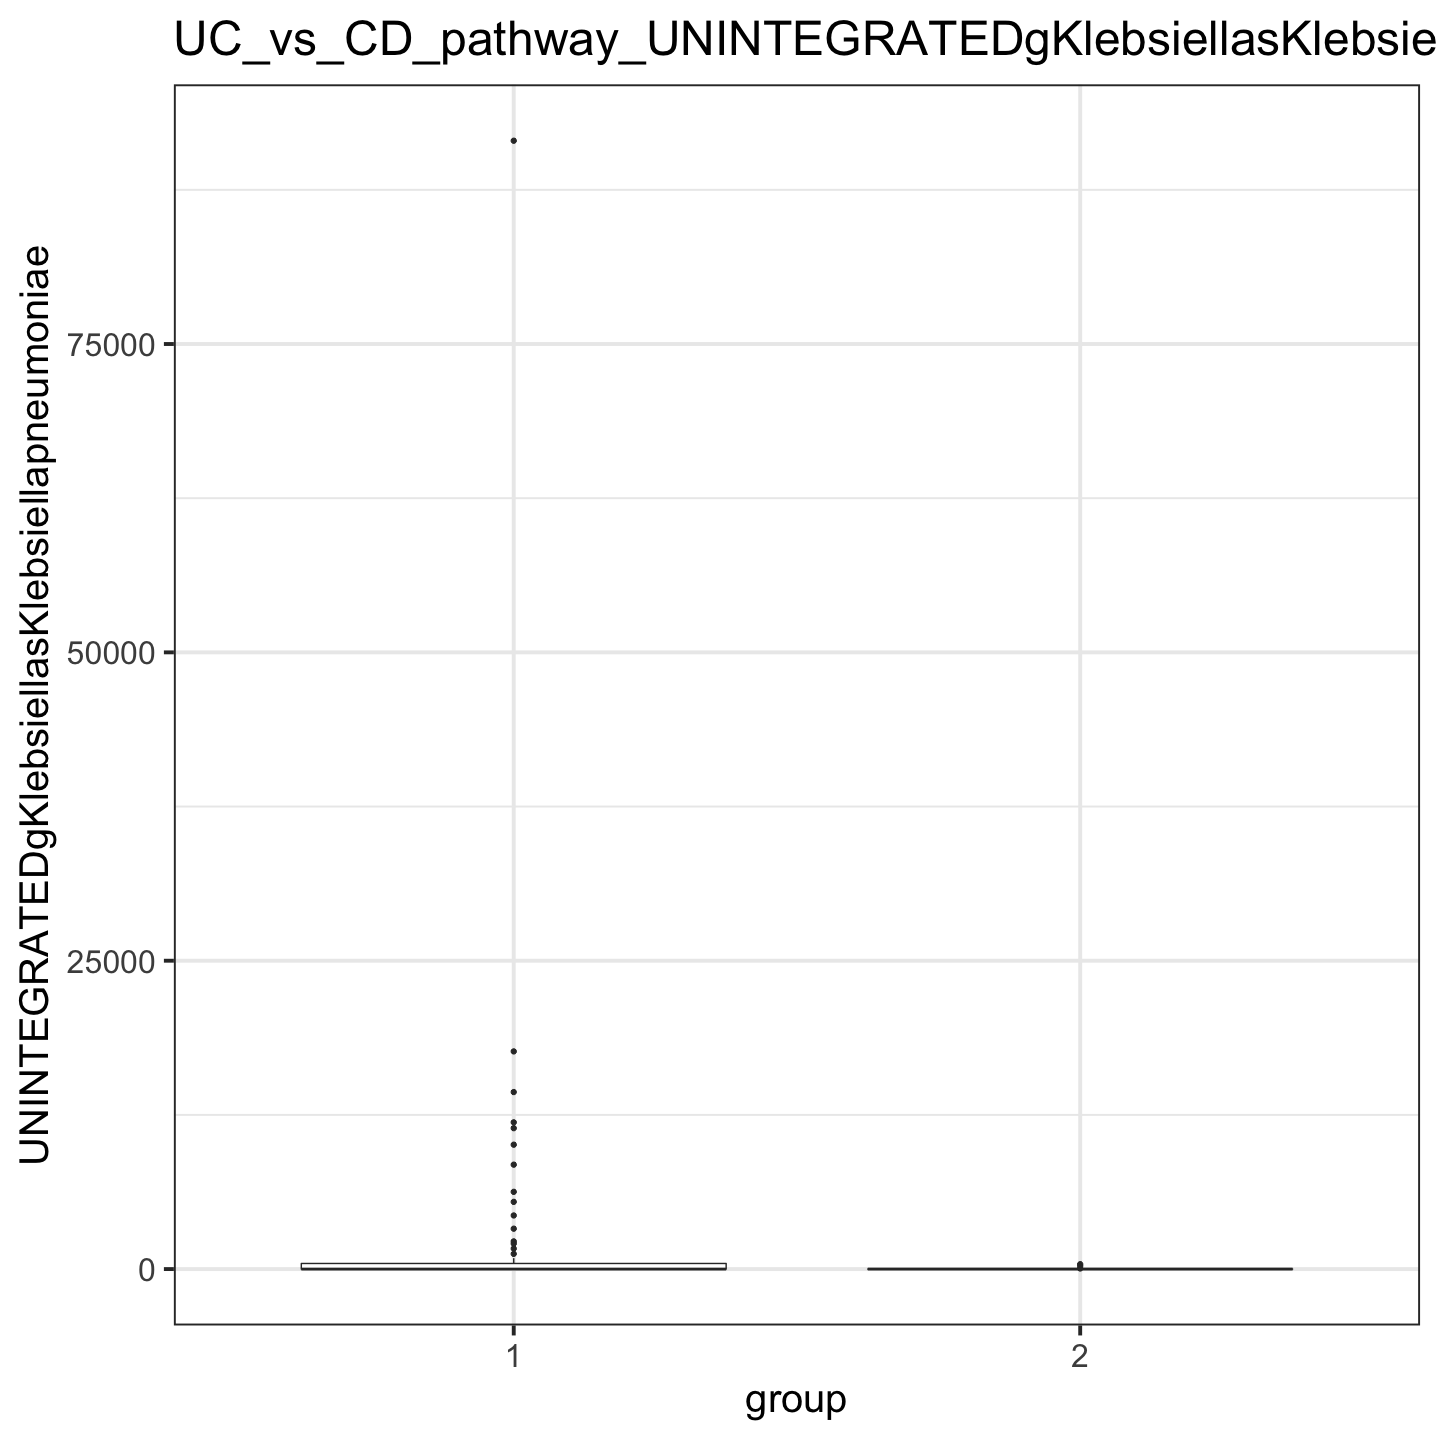 UC_vs_CD_pathway_UNINTEGRATEDgKlebsiellasKlebsie
UNINTEGRATEDgKlebsiellasKlebsiellapneumoniae
75000
50000
25000
0
1
2
group